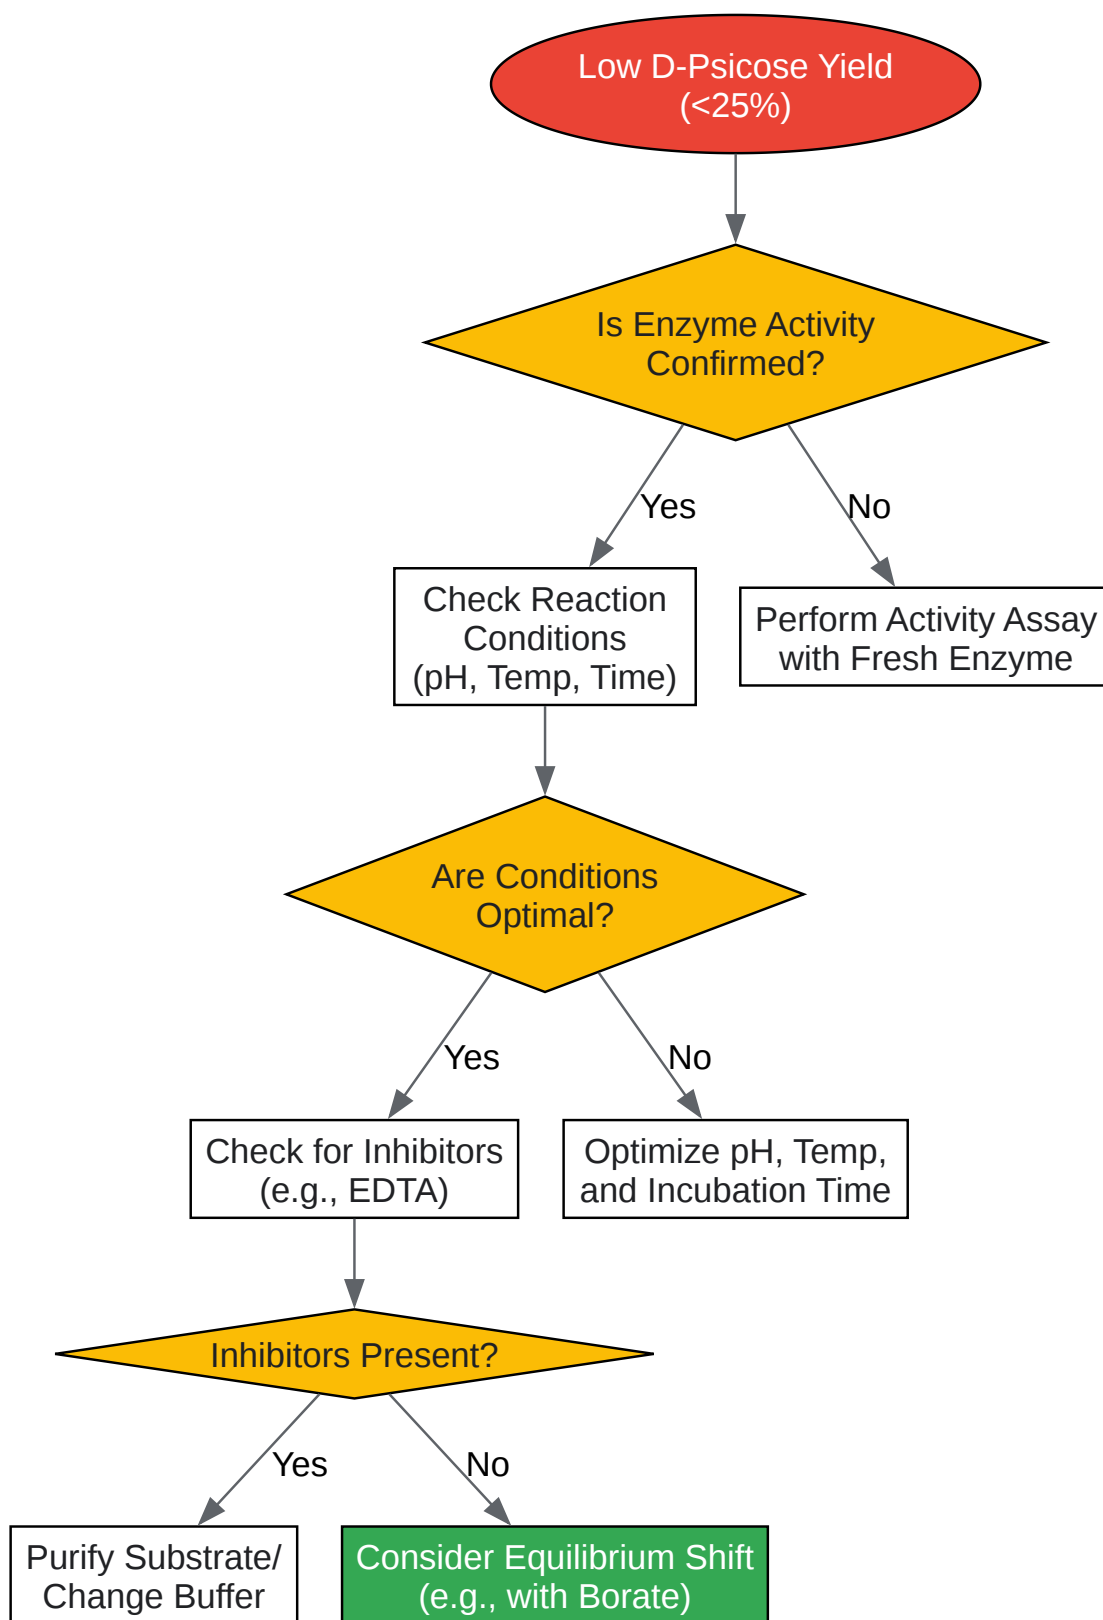 Low D-Psicose Yield
(<25%)
Is Enzyme Activity
Confirmed?
Yes
No
Check Reaction
Conditions
(pH, Temp, Time)
Perform Activity Assay
with Fresh Enzyme
Are Conditions
Optimal?
Yes
No
Check for Inhibitors
(e.g., EDTA)
Optimize pH, Temp,
and Incubation Time
Inhibitors Present?
Yes
No
Purify Substrate/
Change Buffer
Consider Equilibrium Shift
(e.g., with Borate)